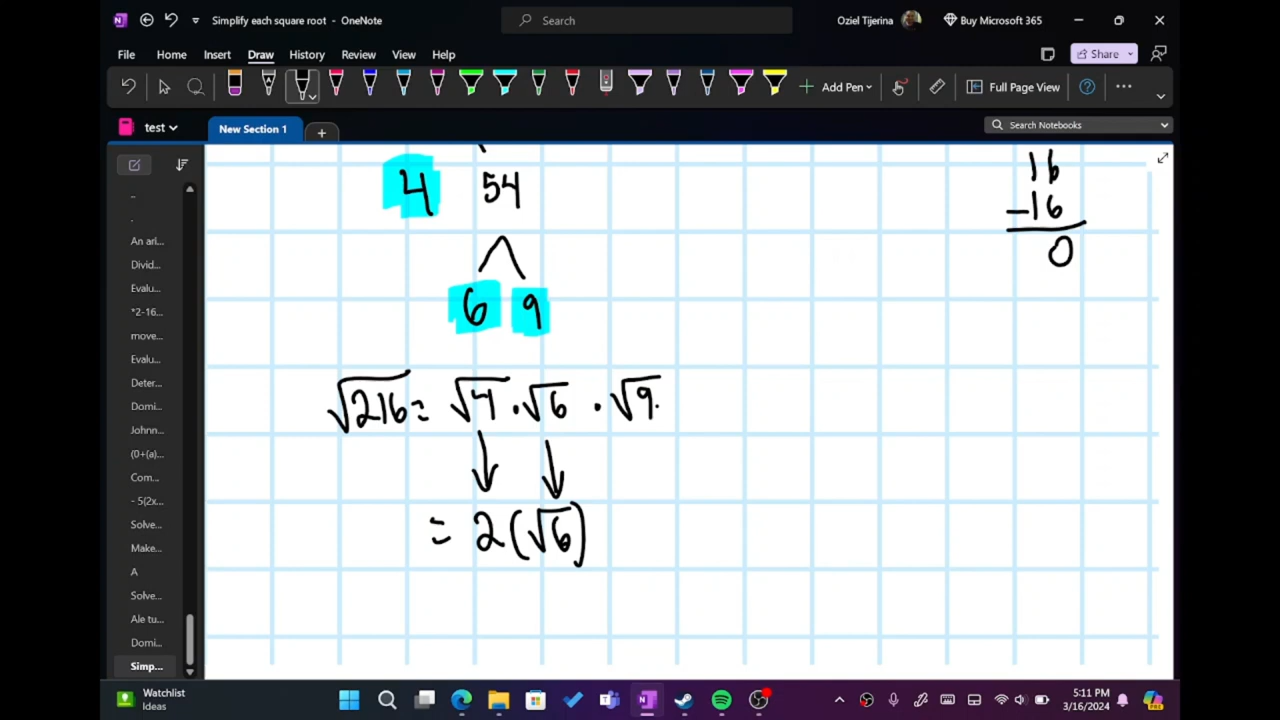 Simplify each square root - OneNote
Search
Oziel Tijerina
Buy Microsoft 365
File Home Insert Draw History Review View Help
Share
Add Pen
Full Page View
test
New Section 1
+
Search Notebooks
-
.
An ari...
Divid...
Evalu...
*2-16...
move...
Evalu...
Deter...
Domi...
Johnn...
(0+(a)...
Com...
- 5(2x...
Solve...
Make...
A
Solve...
Ale tu...
Domi...
Simp...
4 54
6 9
√216 = √4 · √6 · √9
= 2(√6)
16
-16
0
Watchlist
Ideas
5:11 PM
3/16/2024